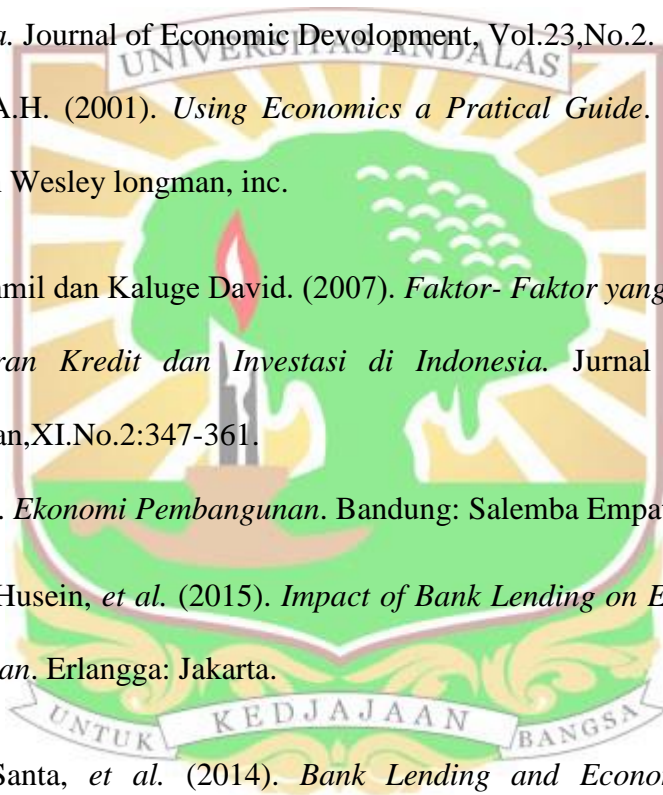 a. Journal of Economic Devolopment, Vol.23,No.2.
UNIVERSITAS ANDALAS
A.H. (2001). Using Economics a Pratical Guide.
Wesley longman, inc.
mil dan Kaluge David. (2007). Faktor- Faktor yang
ran Kredit dan Investasi di Indonesia. Jurnal
an,XI.No.2:347-361.
. Ekonomi Pembangunan. Bandung: Salemba Empa
Husein, et al. (2015). Impact of Bank Lending on E
an. Erlangga: Jakarta.
UNTUK KEDJAJAAN BANGSA
Santa, et al. (2014). Bank Lending and Econo